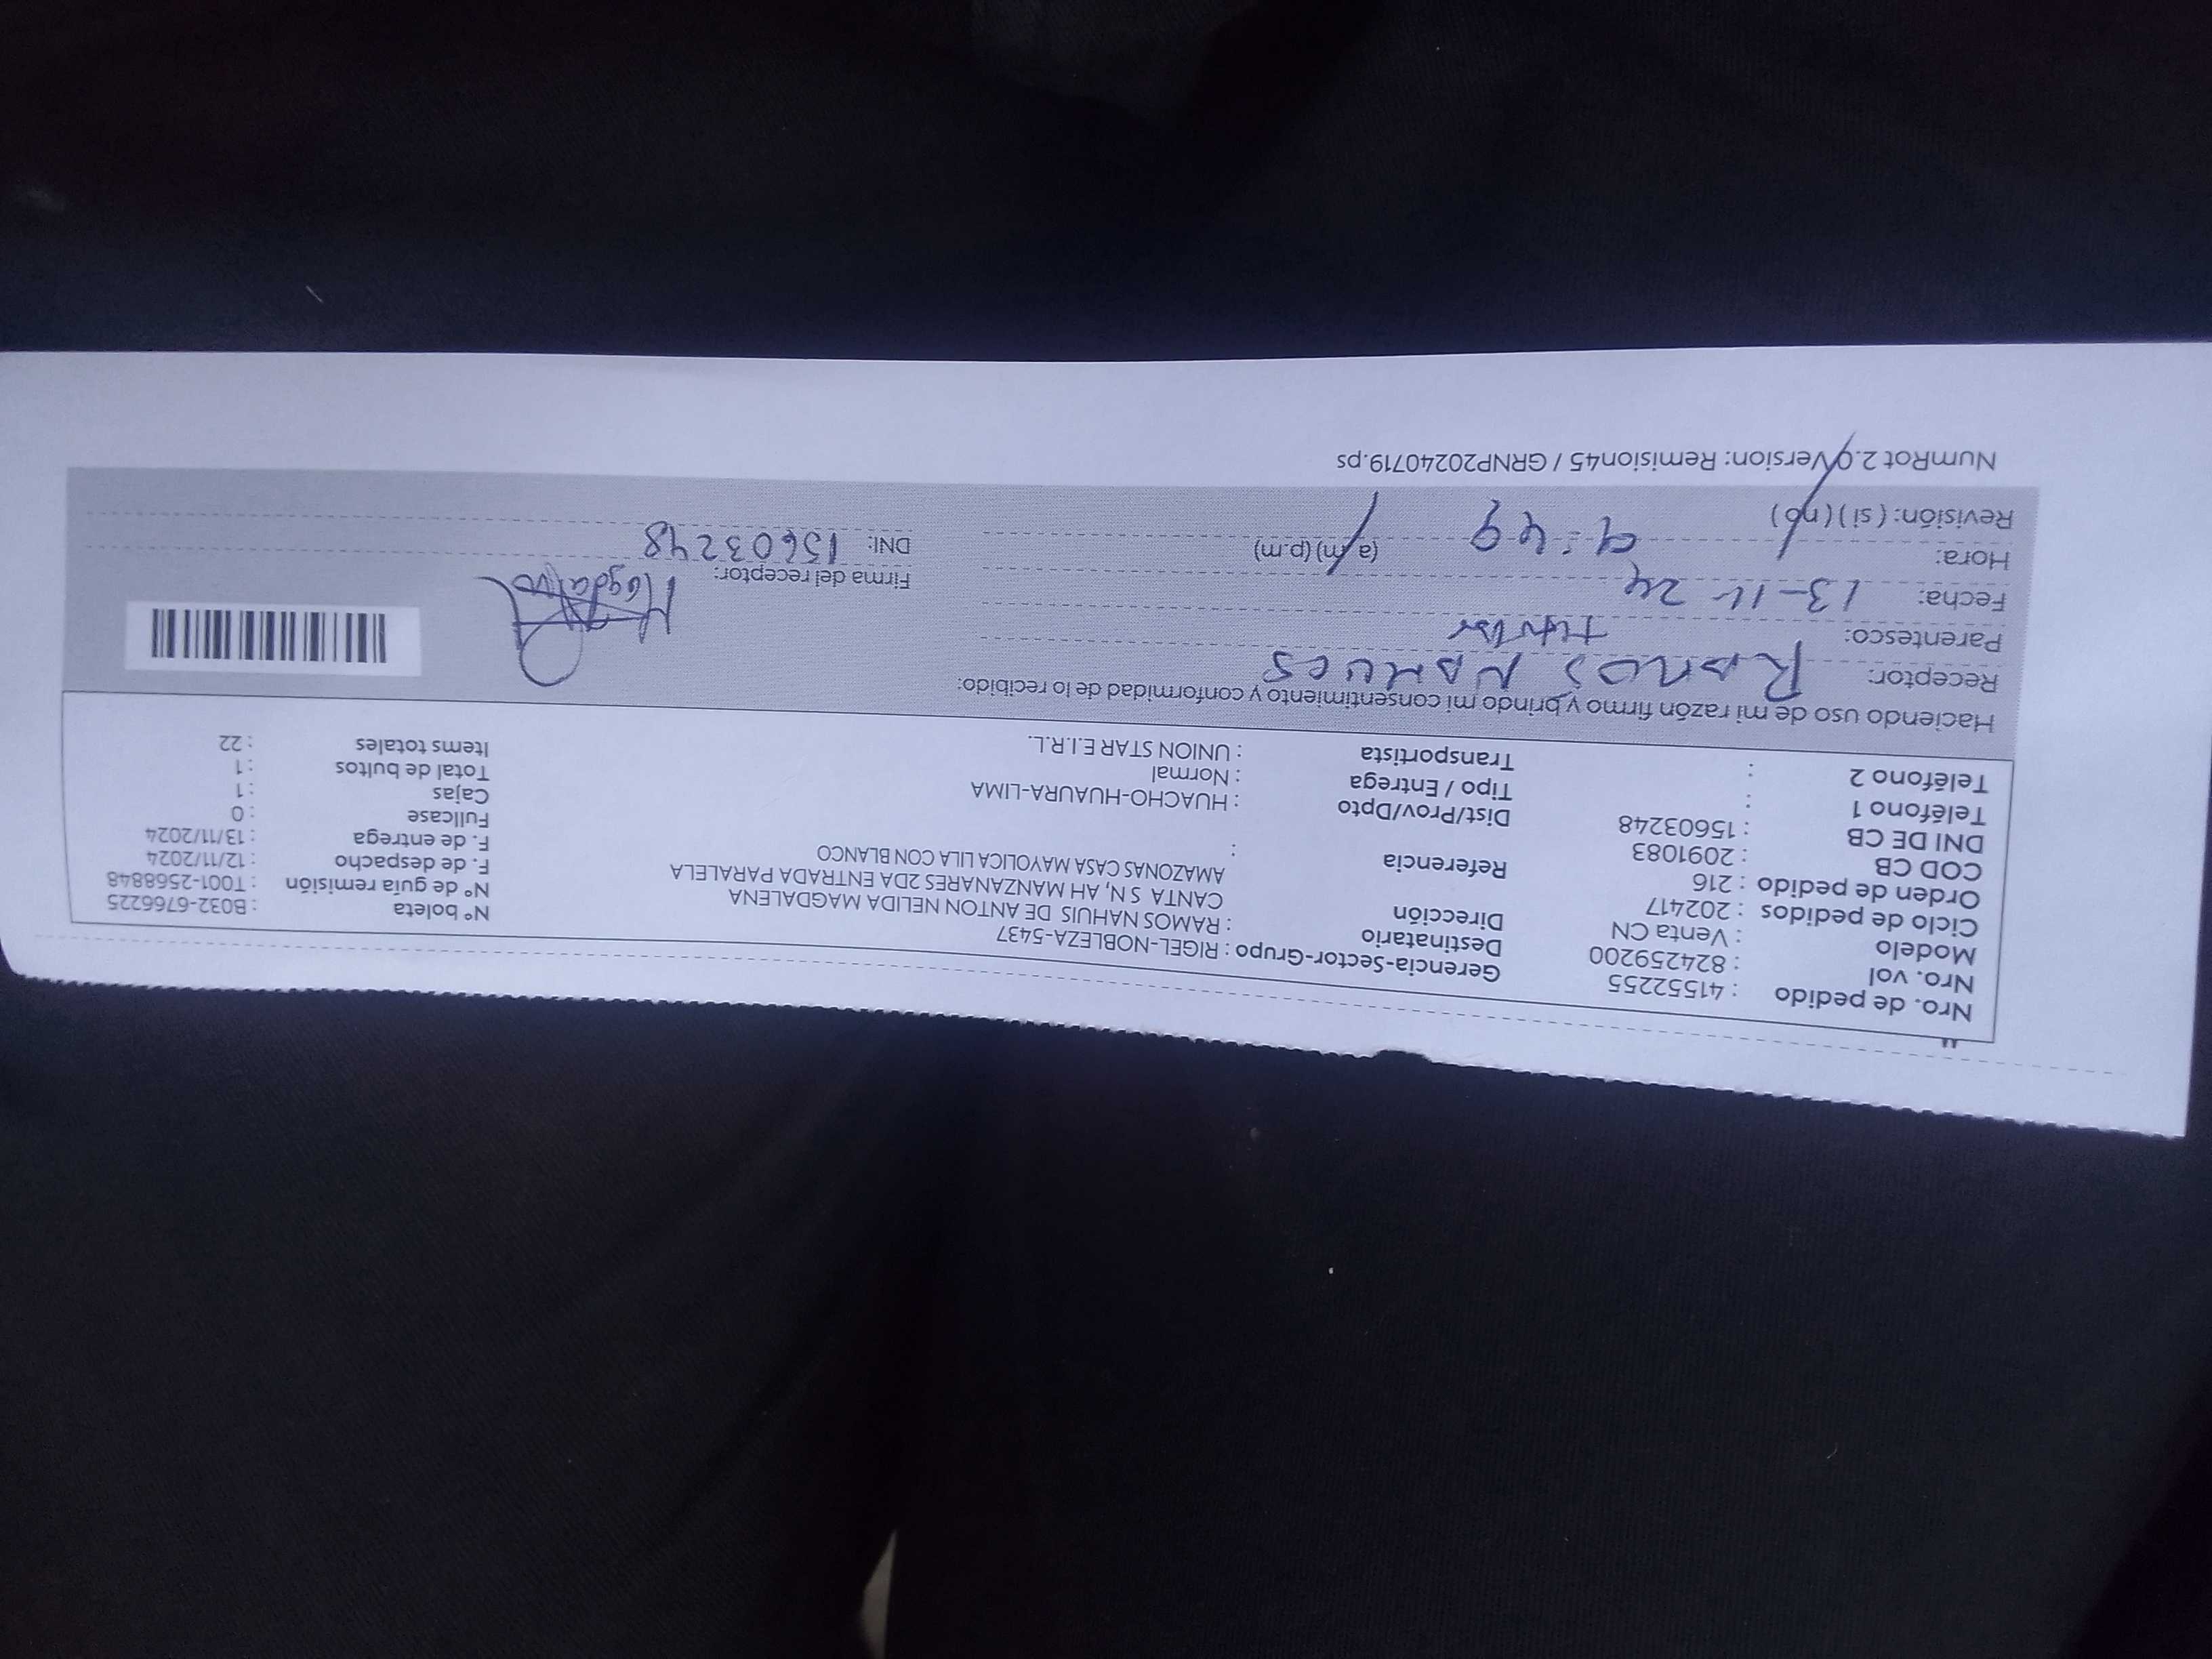 Nro. de pedido : 41552255
Nro. vol : 824259200
Modelo : Venta CN
Ciclo de pedidos : 202417
Orden de pedido : 216
COD CB : 2091083
DNI DE CB : 15603248
Teléfono 1 :
Teléfono 2 :
Gerencia-Sector-Grupo : RIGEL-NOBLEZA-5437
Destinatario : RAMOS NAHUIS DE ANTON NELIDA MAGDALENA
Dirección CANTA S N, AH MANZANARES 2DA ENTRADA PARALELA
AMAZONAS CASA MAYOLICA LILA CON BLANCO
Referencia :
Dist/Prov/Dpto : HUACHO-HUAURA-LIMA
Tipo / Entrega : Normal
Transportista : UNION STAR E.I.R.L.
N° boleta : B032-6766225
N° de guía remisión : T001-2568848
F. de despacho : 12/11/2024
F. de entrega : 13/11/2024
Fullcase : 0
Cajas : 1
Total de bultos : 1
Items totales : 22
Haciendo uso de mi razón firmo y brindo mi consentimiento y conformidad de lo recibido:
Receptor: Ramos
Parentesco: titular
Fecha: 13-11-24
Hora: 9:49 (a.m) (p.m)
Revisión: (si) (no)
Firma del receptor:
DNI: 15603248
NumRot 2.0 Version: Remision45 / GRNP20240719.ps